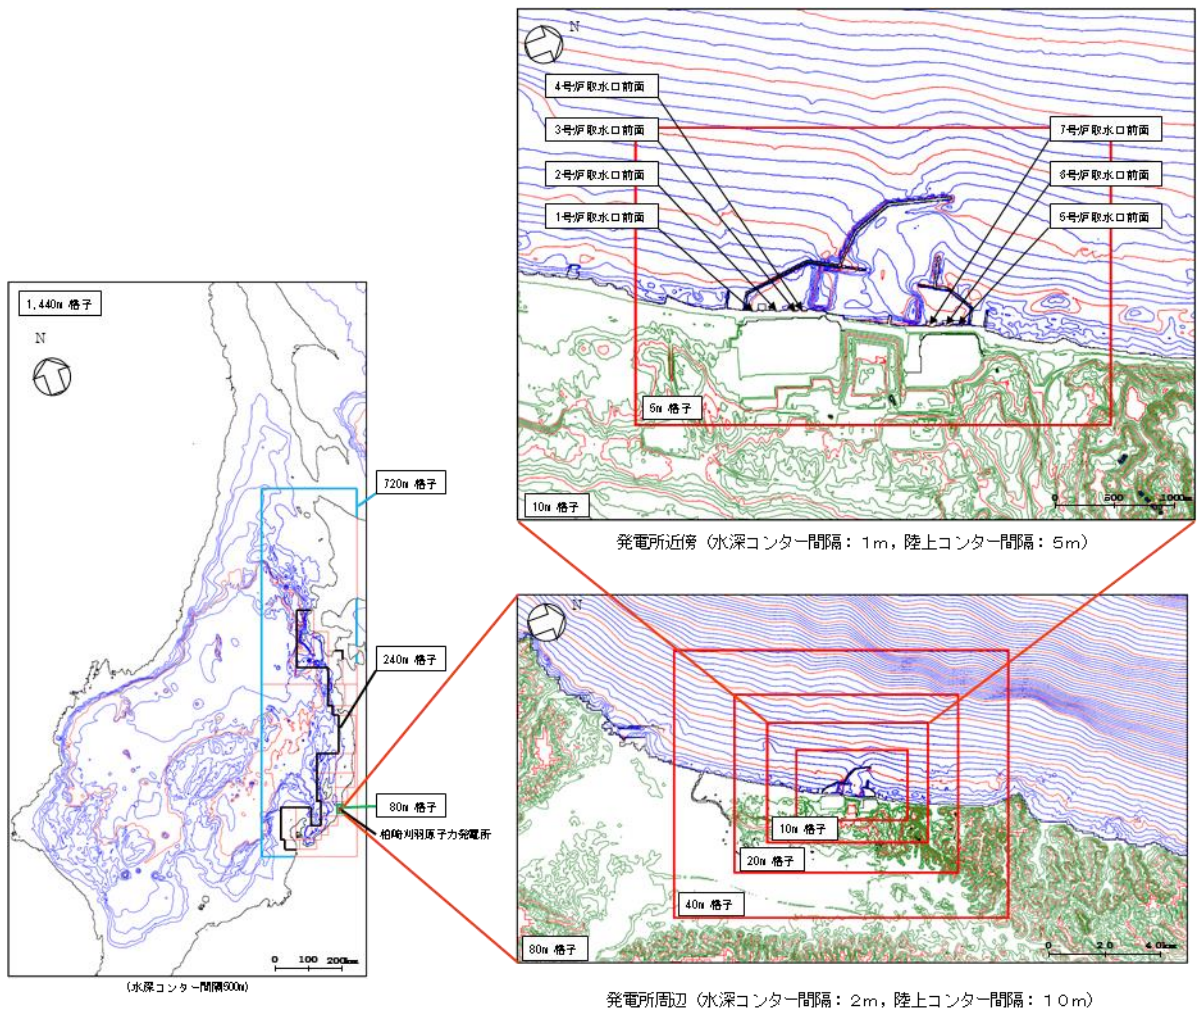 N
4号炉取水口前面
3号炉取水口前面
2号炉取水口前面
1号炉取水口前面
7号炉取水口前面
6号炉取水口前面
5号炉取水口前面
5m 格子
10m 格子
0 500 1000m
発電所近傍（水深コンター間隔：1m，陸上コンター間隔：5m）
1,440m 格子
N
720m 格子
240m 格子
80m 格子
柏崎刈羽原子力発電所
0 100 200km
（水深コンター間隔500m）
N
10m 格子
20m 格子
40m 格子
80m 格子
0 2.0 4.0km
発電所周辺（水深コンター間隔：2m，陸上コンター間隔：10m）